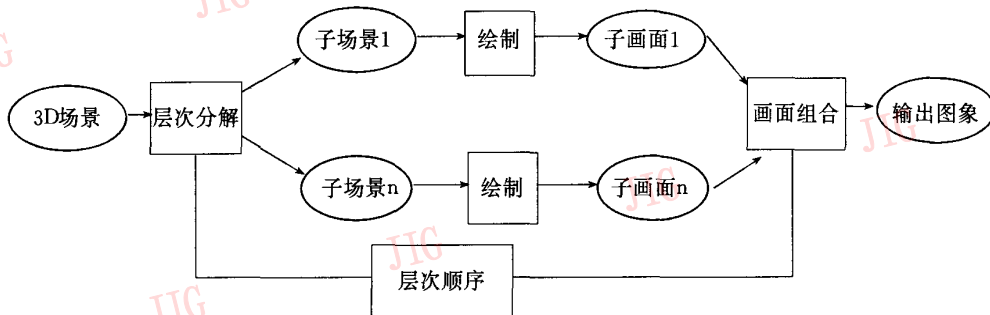 JIG
JIG
子场景1
绘制
子画面1
3D场景
层次分解
画面组合
输出图象
JIG
子场景n
绘制
子画面n
JIG
JIG
层次顺序
JIG